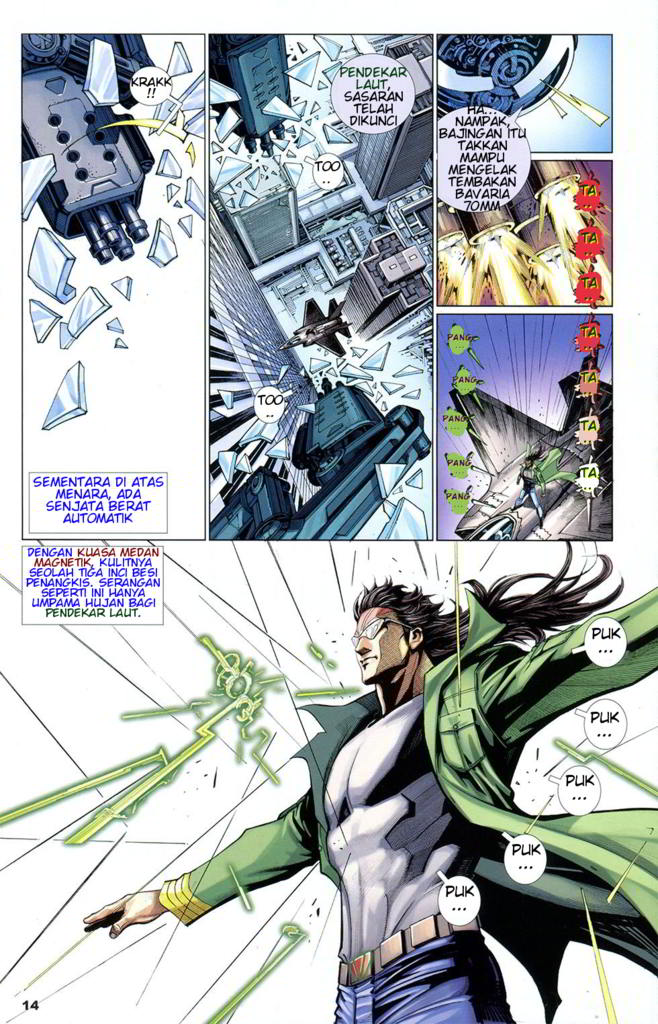 KRAKK
!!
SEMENTARA DI ATAS
MENARA, ADA
SENJATA BERAT
AUTOMATIK
PENDEKAR
LAUT,
SASARAN
TELAH
DIKUNCI
TOO
..
TOO
..
HA...
NAMPAK,
BAJINGAN ITU
TAKKAN
MAMPU
MENGELAK
TEMBAKAN
BAVARIA
70MM
TA
...
TA
...
TA
...
TA
...
TA
...
TA
...
TA
...
PANG
...
PANG
...
PANG
...
PANG
...
PANG
...
DENGAN KUASA MEDAN
MAGNETIK, KULITNYA
SEOLAH TIGA INCI BESI
PENANGKIS. SERANGAN
SEPERTI INI HANYA
UMPAMA HUJAN BAGI
PENDEKAR LAUT.
PUK
...
PUK
...
PUK
...
PUK
...
PUK
...
14